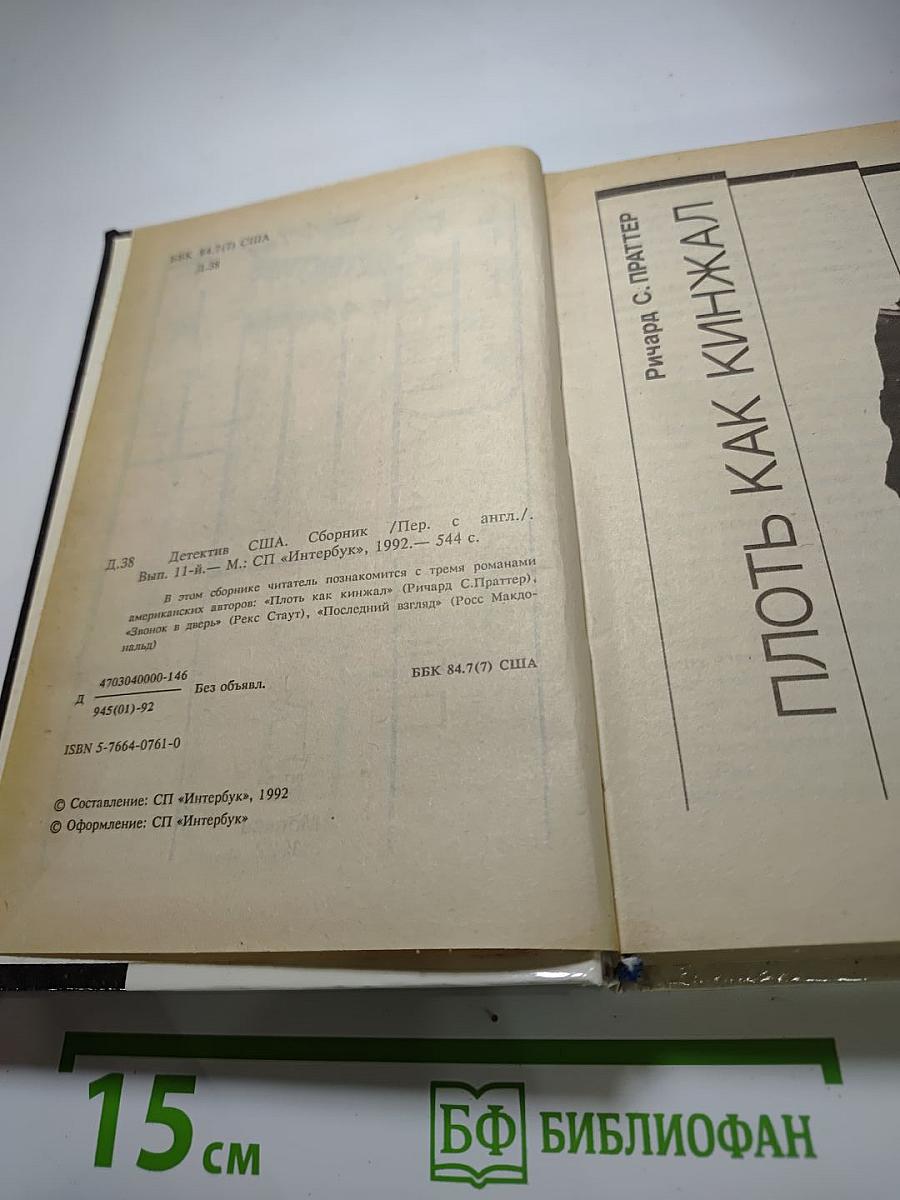 ББК 84.7(7) США
Д.38
Д.38 Детектив США. Сборник /Пер. с англ./.
Вып. 11-й.— М.: СП «Интербук», 1992.— 544 с.
В этом сборнике читатель познакомится с тремя романами
американских авторов: «Плоть как кинжал» (Ричард С.Праттер),
«Звонок в дверь» (Рекс Стаут), «Последний взгляд» (Росс Макдо-
нальд)
Д 4703040000-146
945(01)-92
Без объявл.
ББК 84.7(7) США
ISBN 5-7664-0761-0
© Составление: СП «Интербук», 1992
© Оформление: СП «Интербук»
Ричард С. ПРАТТЕР
ПЛОТЬ КАК КИНЖАЛ
15 см
БФ БИБЛИОФАН